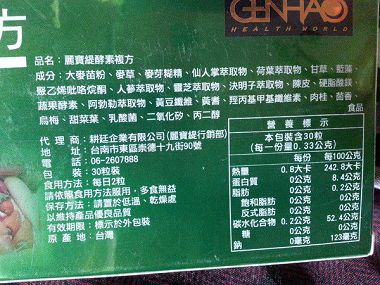 GENHAO
HEALTH WORLD
方
品名：麗寶緹酵素複方
成分：大麥苗粉、麥草、麥芽糊精、仙人掌萃取物、荷葉萃取物、甘草、藍藻
聚乙烯吡咯烷酮、人蔘萃取物、靈芝萃取物、決明子萃取物、陳皮、硬脂酸鎂、
蔬果酵素、阿勃勒萃取物、黃豆纖維、黃耆、羥丙基甲基纖維素、肉桂、茴香、
烏梅、甜菜葉、乳酸菌、二氧化矽、丙二醇
食品
代理商：耕廷企業有限公司(麗寶緹行銷部)
地址：台南市東區崇德十九街90號
電話：06-2607888
包裝：30粒裝
食用方法：每日2粒
請依照食用方法服用，多食無益
保存方法：請置於低溫、乾燥處
以維持產品優良品質
有效期限：標示於外包裝
原產地：台灣
營養標示
本包裝含30粒
(每一份量0.33公克)
每份 每100公克
熱量 0.8大卡 242.8大卡
蛋白質 0公克 8.4公克
脂肪 0公克 0.2公克
飽和脂肪 0公克 0公克
反式脂肪 0公克 0公克
碳水化合物 0.2公克 52.4公克
糖 0公克 0公克
鈉 0毫克 123毫克